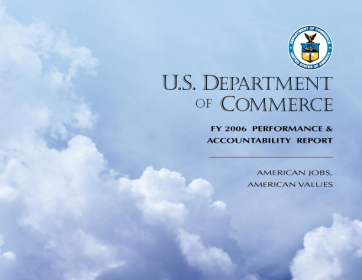 U.S. DEPARTMENT
OF COMMERCE
FY 2006 PERFORMANCE &
ACCOUNTABILITY REPORT
AMERICAN JOBS,
AMERICAN VALUES